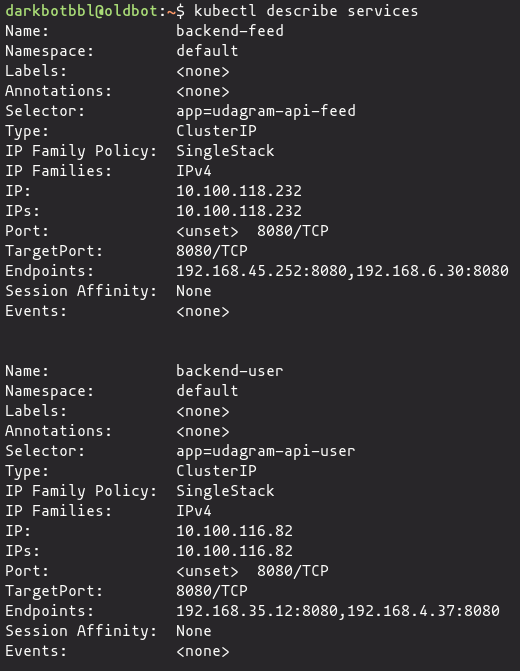 darkbotbbl@oldbot:~$ kubectl describe services
Name:              backend-feed
Namespace:         default
Labels:            <none>
Annotations:       <none>
Selector:          app=udagram-api-feed
Type:              ClusterIP
IP Family Policy:  SingleStack
IP Families:       IPv4
IP:                10.100.118.232
IPs:               10.100.118.232
Port:              <unset>  8080/TCP
TargetPort:        8080/TCP
Endpoints:         192.168.45.252:8080,192.168.6.30:8080
Session Affinity:  None
Events:            <none>
Name:              backend-user
Namespace:         default
Labels:            <none>
Annotations:       <none>
Selector:          app=udagram-api-user
Type:              ClusterIP
IP Family Policy:  SingleStack
IP Families:       IPv4
IP:                10.100.116.82
IPs:               10.100.116.82
Port:              <unset>  8080/TCP
TargetPort:        8080/TCP
Endpoints:         192.168.35.12:8080,192.168.4.37:8080
Session Affinity:  None
Events:            <none>